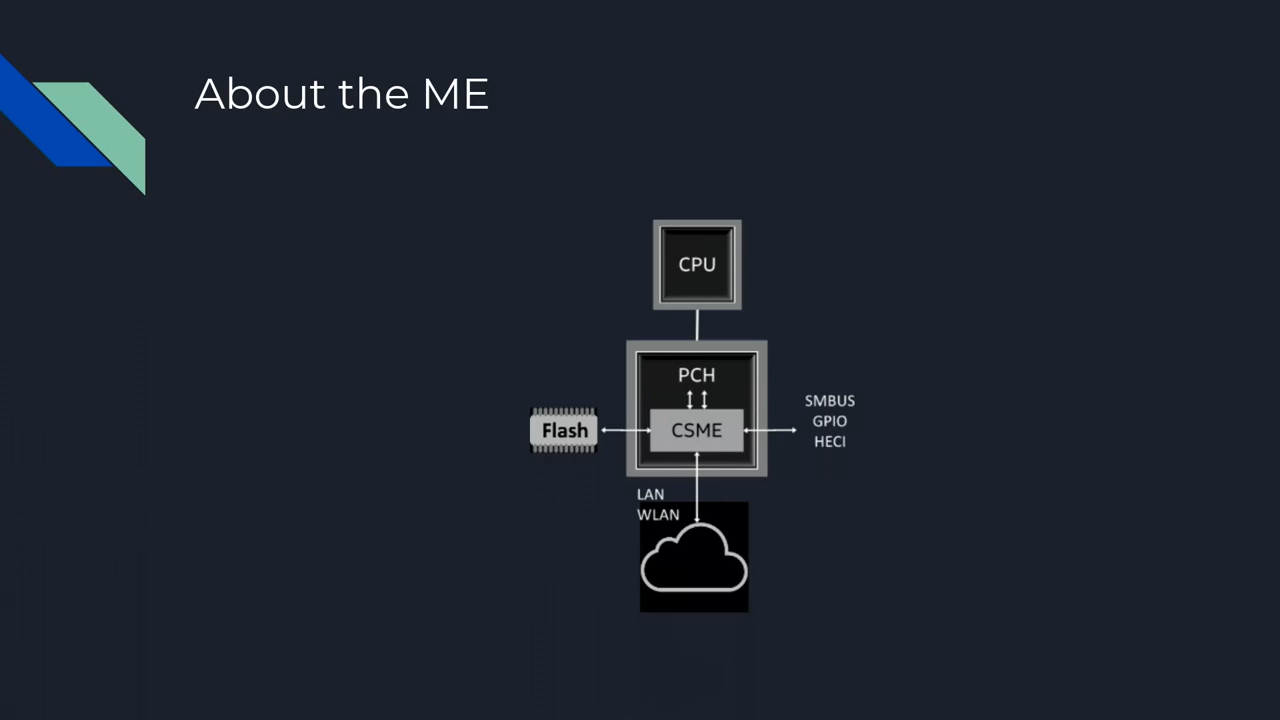 About the ME
CPU
PCH
CSME
Flash
SMBUS
GPIO
HECI
LAN
WLAN